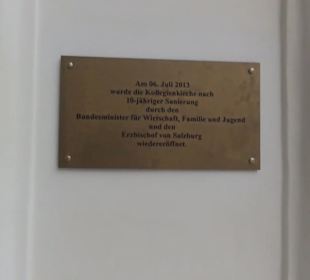 Am 06. Juli 2013
wurde die Kollegienkirche nach
10-jähriger Sanierung
durch den
Bundesminister für Wirtschaft, Familie und Jugend
und den
Erzbischof von Salzburg
wiedereröffnet.